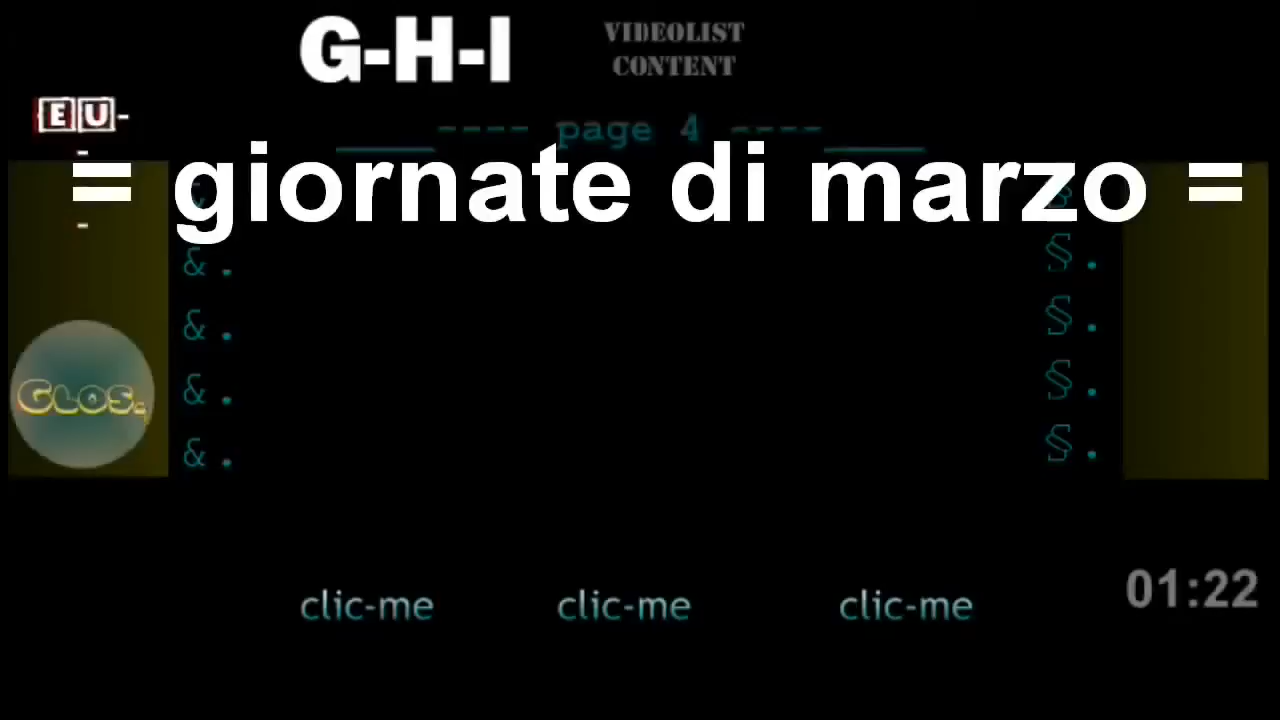 G-H-I
VIDEOLIST
CONTENT
EU-
---- page 4 ----
= giornate di marzo =
&. §.
&. §.
&. §.
&. §.
GLOS.
clic-me clic-me clic-me
01:22